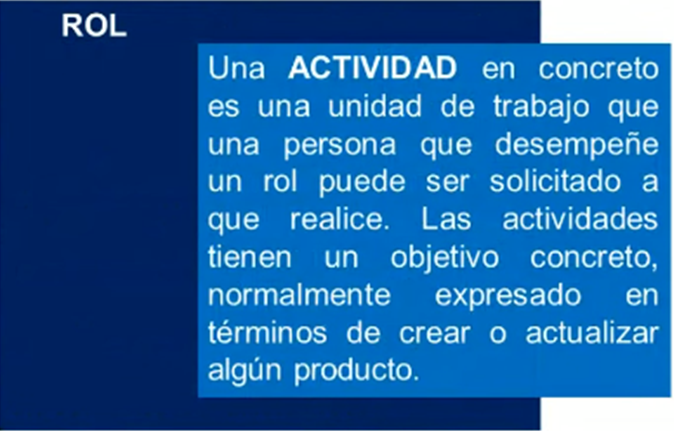 ROL
Una ACTIVIDAD en concreto
es una unidad de trabajo que
una persona que desempeñe
un rol puede ser solicitado a
que realice. Las actividades
tienen un objetivo concreto,
normalmente expresado en
términos de crear o actualizar
algún producto.